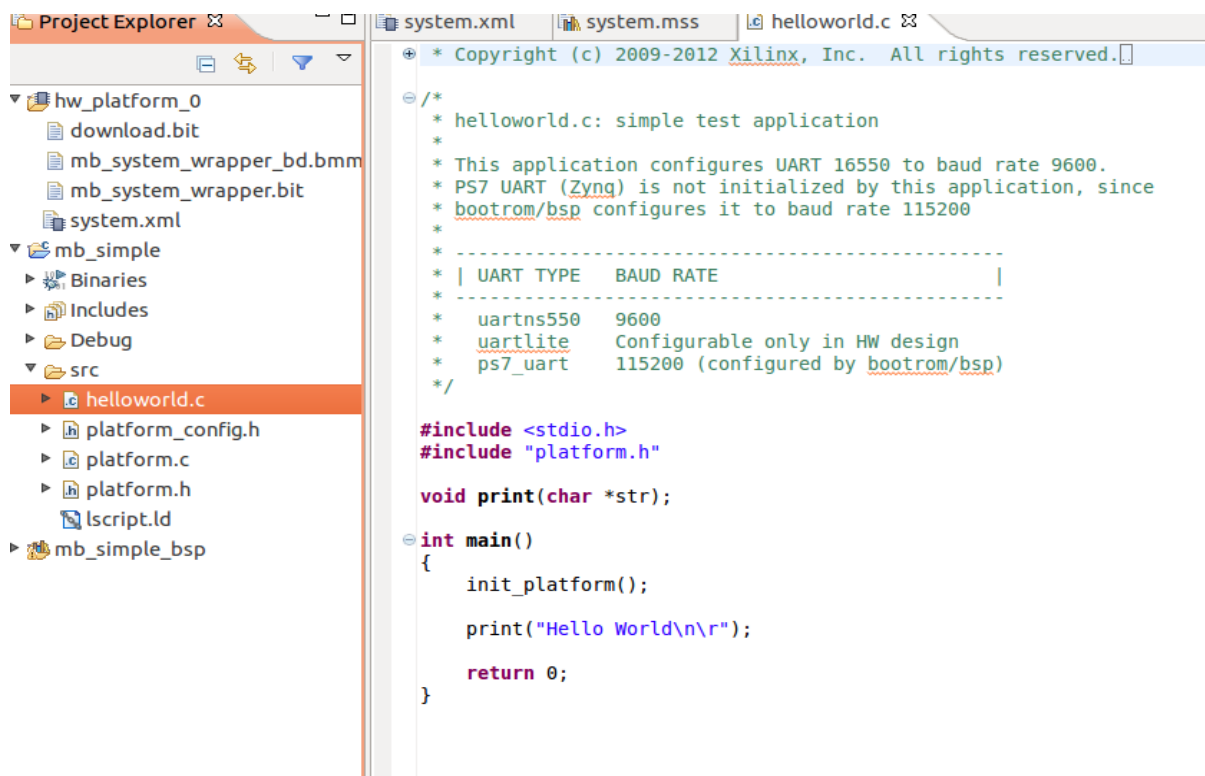 Project Explorer
hw_platform_0
download.bit
mb_system_wrapper_bd.bmm
mb_system_wrapper.bit
system.xml
mb_simple
Binaries
Includes
Debug
src
helloworld.c
platform_config.h
platform.c
platform.h
lscript.ld
mb_simple_bsp
system.xml system.mss helloworld.c
* Copyright (c) 2009-2012 Xilinx, Inc.  All rights reserved.
/*
 * helloworld.c: simple test application
 *
 * This application configures UART 16550 to baud rate 9600.
 * PS7 UART (Zynq) is not initialized by this application, since
 * bootrom/bsp configures it to baud rate 115200
 *
 * ------------------------------------------------
 * | UART TYPE   BAUD RATE                        |
 * ------------------------------------------------
 *   uartns550   9600
 *   uartlite    Configurable only in HW design
 *   ps7_uart    115200 (configured by bootrom/bsp)
 */
#include <stdio.h>
#include "platform.h"
void print(char *str);
int main()
{
    init_platform();
    print("Hello World\n\r");
    return 0;
}